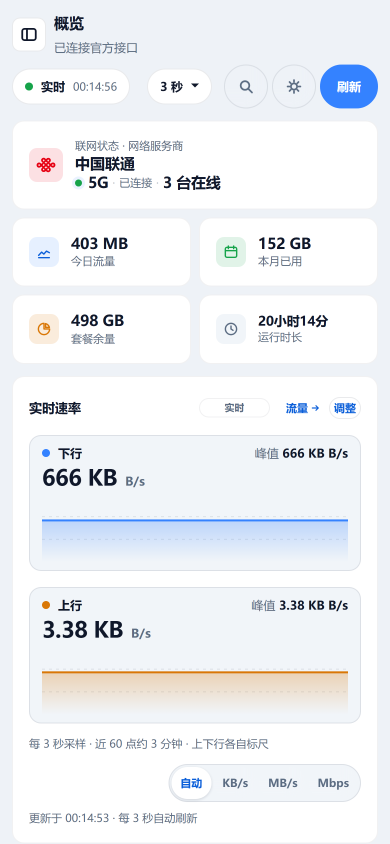 概览
已连接官方接口
实时 00:14:56
3 秒
刷新
联网状态 · 网络服务商
中国联通
5G · 已连接 · 3 台在线
403 MB
今日流量
152 GB
本月已用
498 GB
套餐余量
20小时14分
运行时长
实时速率
实时
流量 →
调整
下行
峰值 666 KB B/s
666 KB B/s
上行
峰值 3.38 KB B/s
3.38 KB B/s
每 3 秒采样 · 近 60 点约 3 分钟 · 上下行各自标尺
自动 KB/s MB/s Mbps
更新于 00:14:53 · 每 3 秒自动刷新